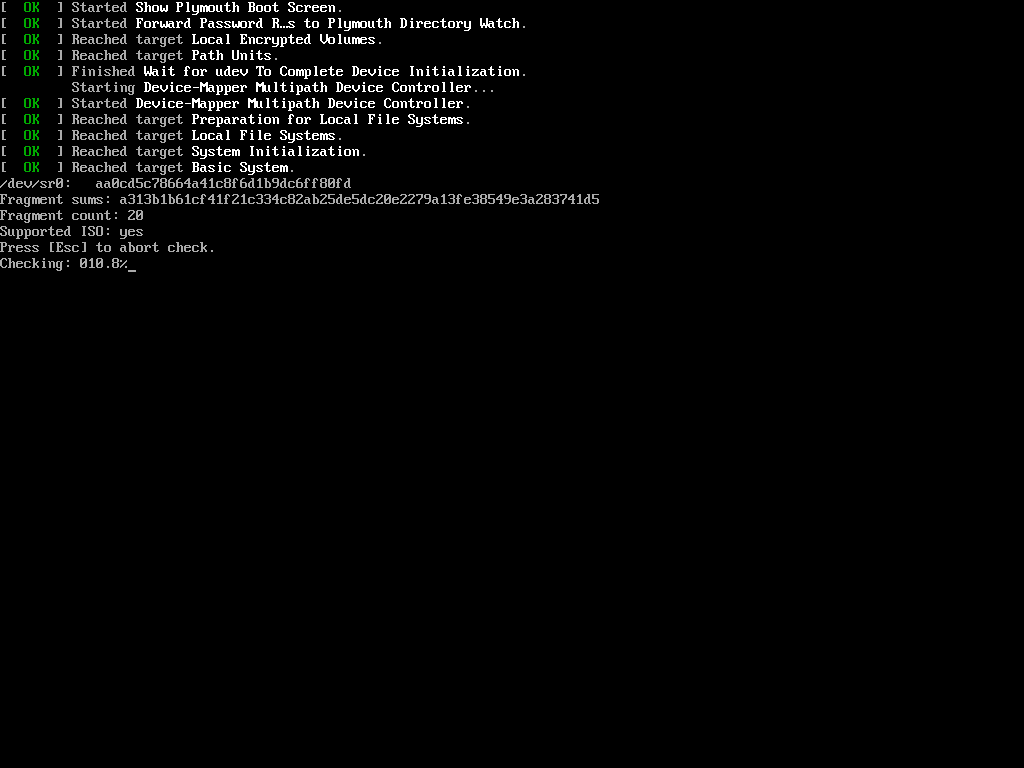 [  OK  ] Started Show Plymouth Boot Screen.
[  OK  ] Started Forward Password R…s to Plymouth Directory Watch.
[  OK  ] Reached target Local Encrypted Volumes.
[  OK  ] Reached target Path Units.
[  OK  ] Finished Wait for udev To Complete Device Initialization.
         Starting Device-Mapper Multipath Device Controller...
[  OK  ] Started Device-Mapper Multipath Device Controller.
[  OK  ] Reached target Preparation for Local File Systems.
[  OK  ] Reached target Local File Systems.
[  OK  ] Reached target System Initialization.
[  OK  ] Reached target Basic System.
/dev/sr0:   aa0cd5c78664a41c8f6d1b9dc6ff80fd
Fragment sums: a313b1b61cf41f21c334c82ab25de5dc20e2279a13fe38549e3a283741d5
Fragment count: 20
Supported ISO: yes
Press [Esc] to abort check.
Checking: 010.8%_